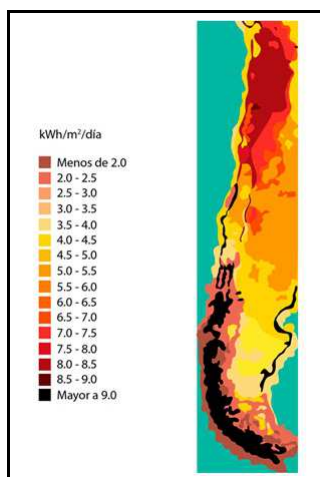 kWh/m²/día
Menos de 2.0
2.0 - 2.5
2.5 - 3.0
3.0 - 3.5
3.5 - 4.0
4.0 - 4.5
4.5 - 5.0
5.0 - 5.5
5.5 - 6.0
6.0 - 6.5
6.5 - 7.0
7.0 - 7.5
7.5 - 8.0
8.0 - 8.5
8.5 - 9.0
Mayor a 9.0